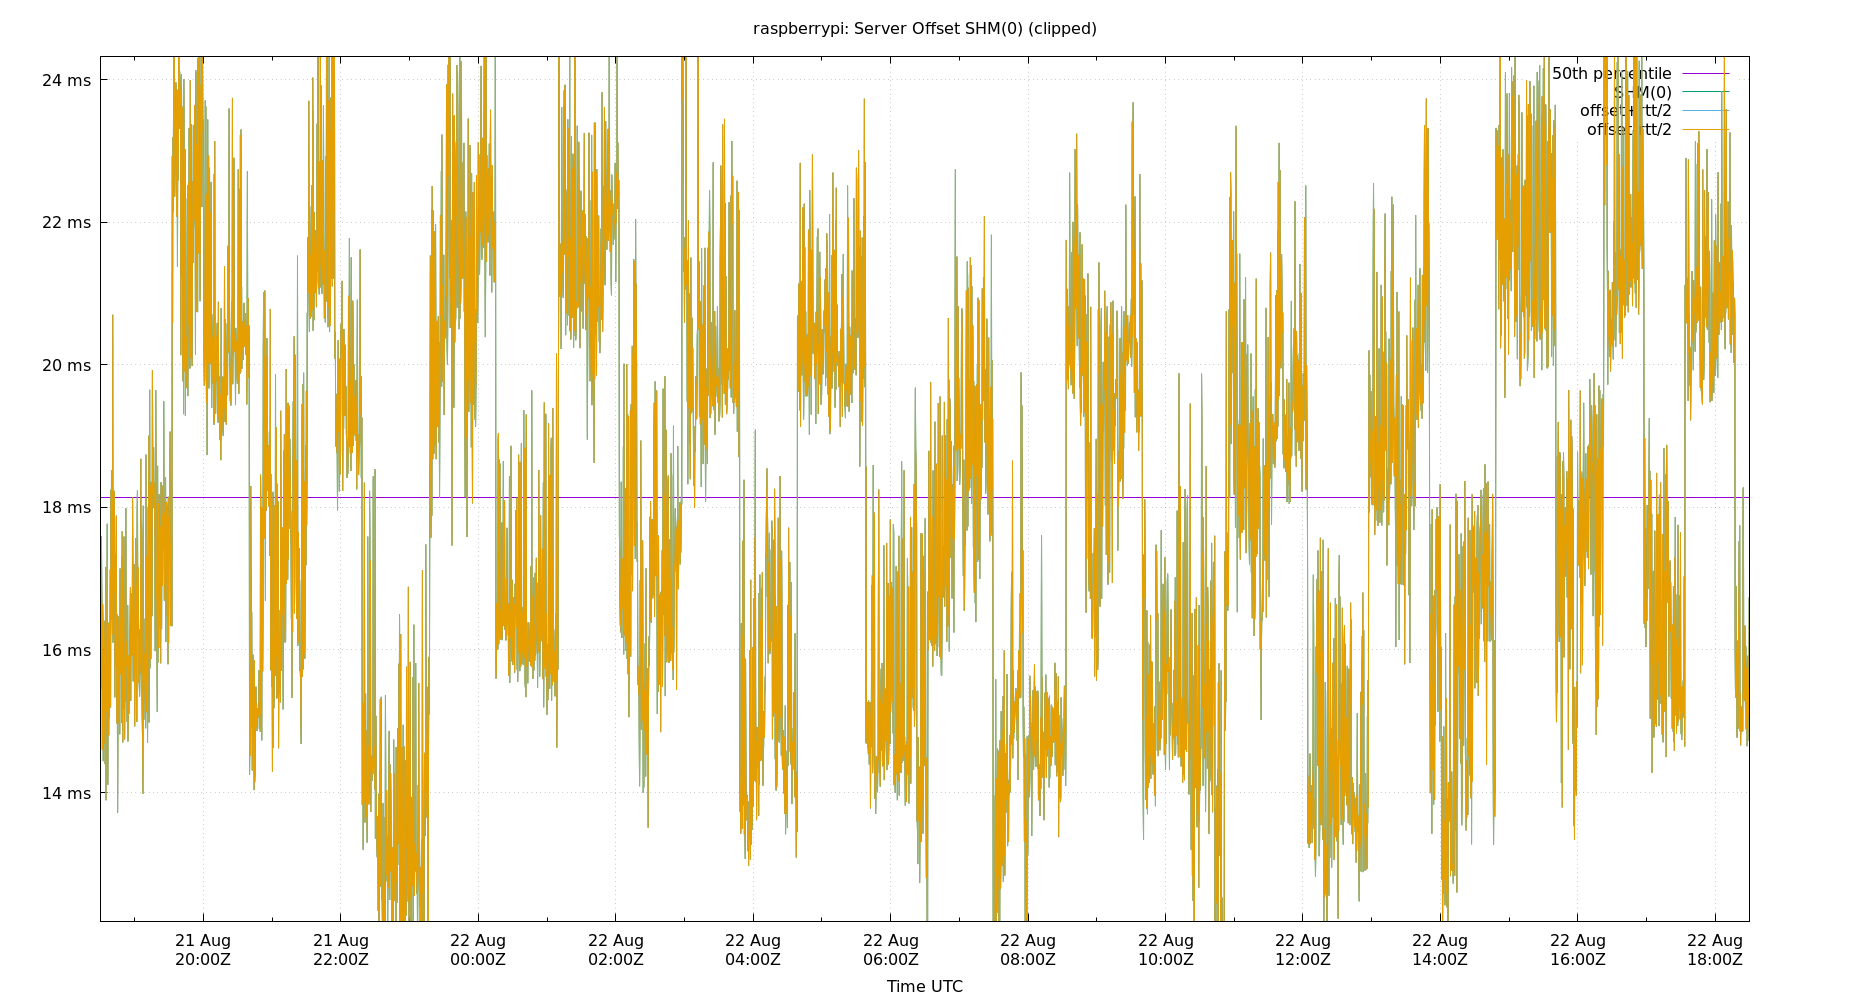 raspberrypi: Server Offset SHM(0) (clipped)
50th percentile
SHM(0)
offset+rtt/2
offset-rtt/2
24 ms
22 ms
20 ms
18 ms
16 ms
14 ms
21 Aug 21 Aug 22 Aug 22 Aug 22 Aug 22 Aug 22 Aug 22 Aug 22 Aug 22 Aug 22 Aug 22 Aug
20:00Z 22:00Z 00:00Z 02:00Z 04:00Z 06:00Z 08:00Z 10:00Z 12:00Z 14:00Z 16:00Z 18:00Z
Time UTC